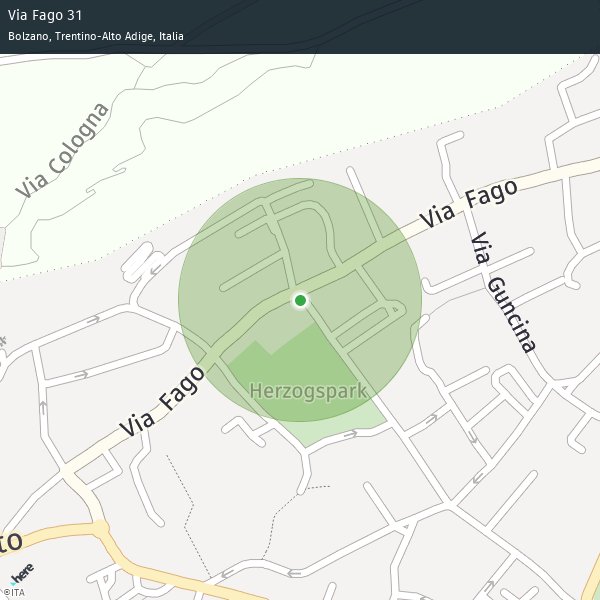 Via Fago 31
Bolzano, Trentino-Alto Adige, Italia
Via Cologna
Via Fago
Via Guncina
Herzogspark
Via Fago
to
here
©ITA